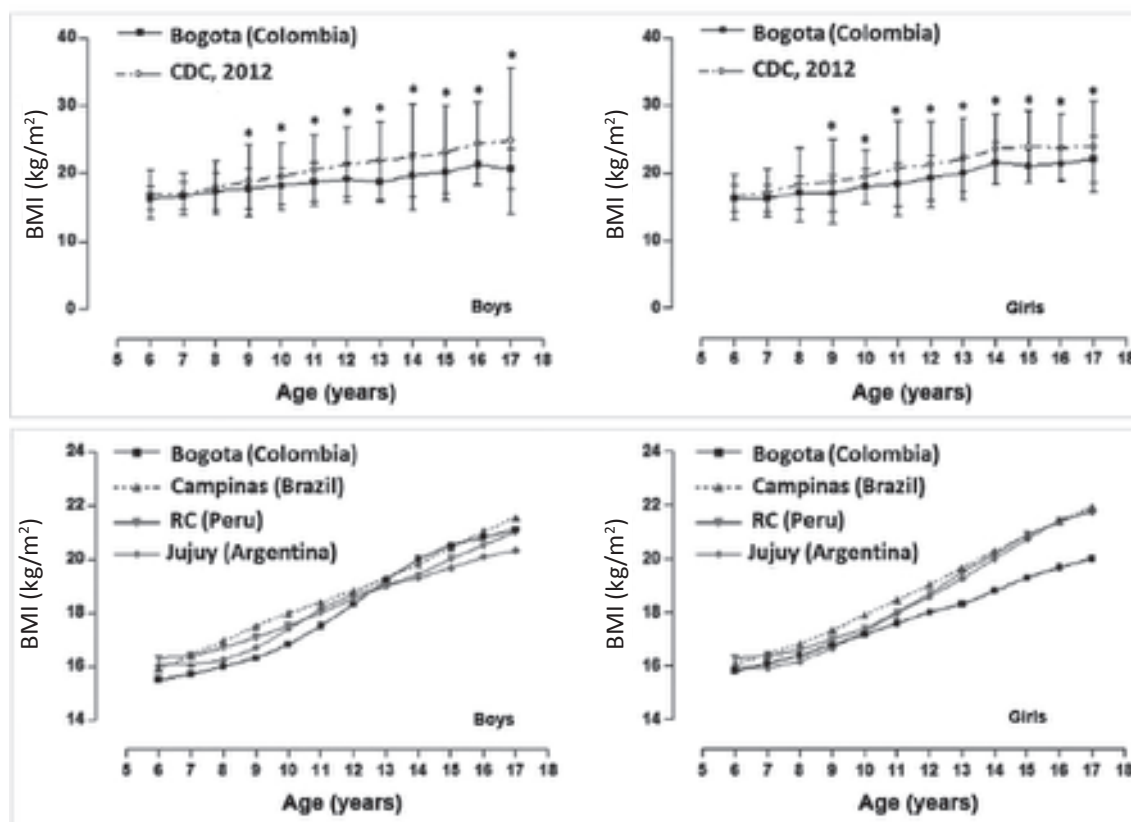 40
30
20
10
0
BMI (kg/m²)
Bogota (Colombia)
CDC, 2012
* * * * * * * * *
Boys
5 6 7 8 9 10 11 12 13 14 15 16 17 18
Age (years)
40
30
20
10
0
BMI (kg/m²)
Bogota (Colombia)
CDC, 2012
* * * * * * * * *
Girls
5 6 7 8 9 10 11 12 13 14 15 16 17 18
Age (years)
24
22
20
18
16
14
BMI (kg/m²)
Bogota (Colombia)
Campinas (Brazil)
RC (Peru)
Jujuy (Argentina)
Boys
5 6 7 8 9 10 11 12 13 14 15 16 17 18
Age (years)
24
22
20
18
16
14
BMI (kg/m²)
Bogota (Colombia)
Campinas (Brazil)
RC (Peru)
Jujuy (Argentina)
Girls
5 6 7 8 9 10 11 12 13 14 15 16 17 18
Age (years)